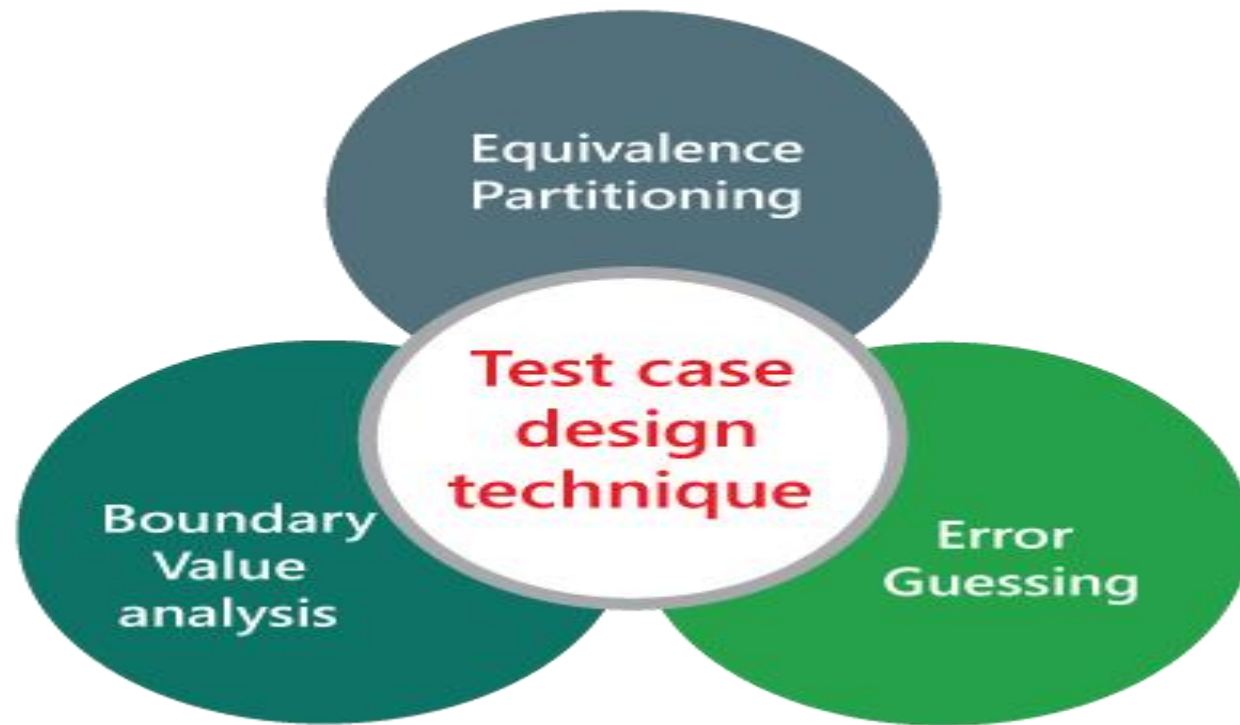 Equivalence
Partitioning
Test case
design
technique
Boundary
Value
analysis
Error
Guessing